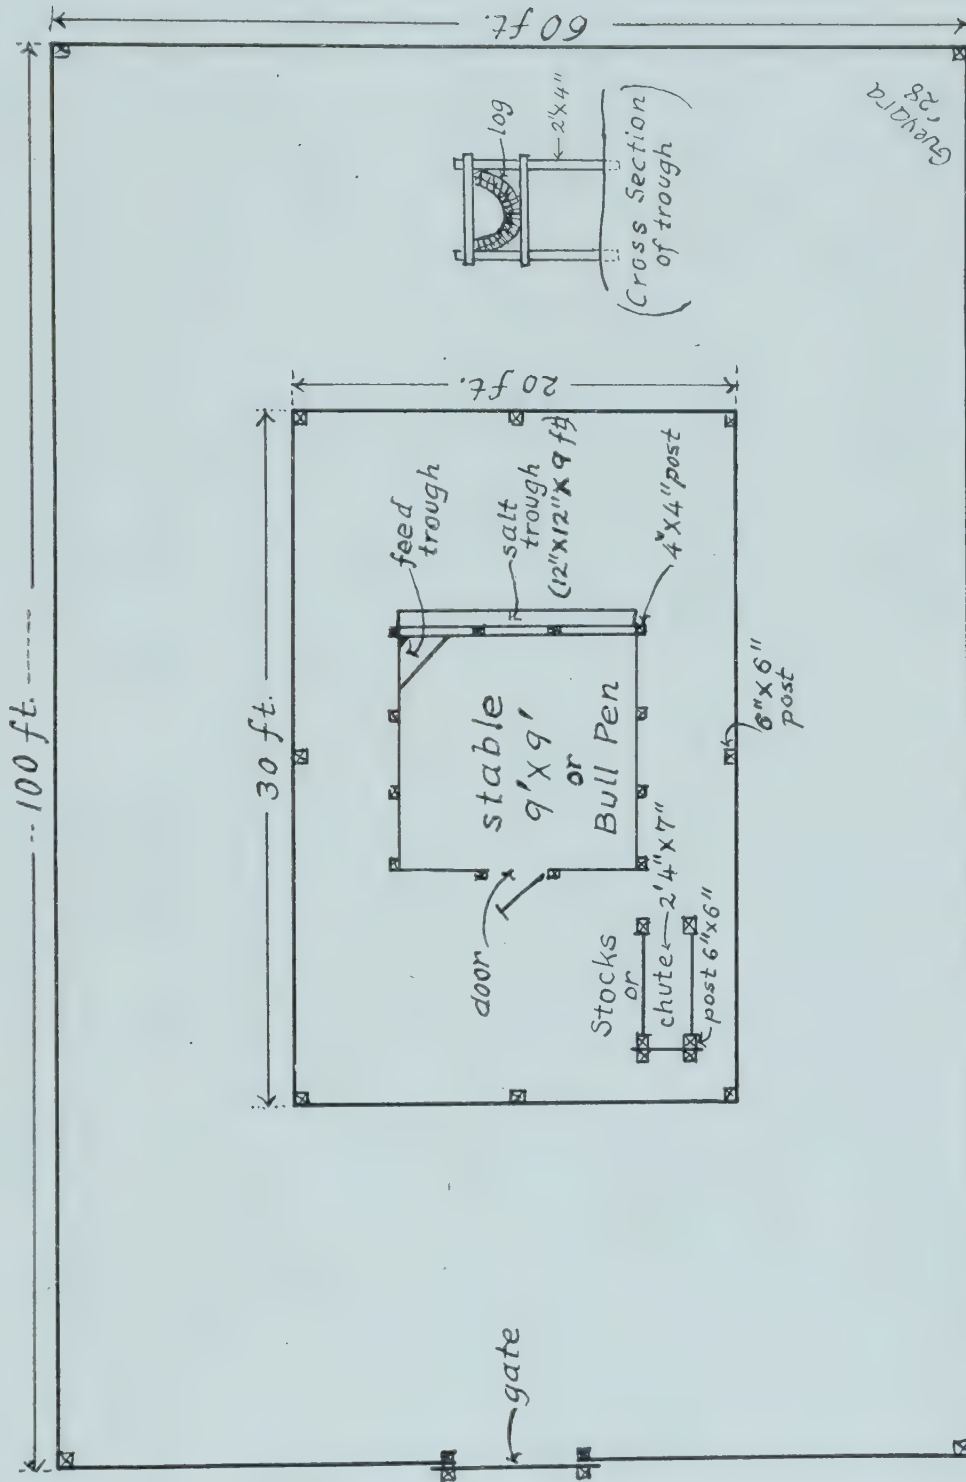 100 ft.
60 ft.
30 ft.
20 ft.
feed
trough
salt
trough
(12"X12"X9 ft)
4"X4" post
stable
9'X9'
or
Bull Pen
door
Stocks
or
chute
2'4"X7"
post 6"X6"
6"X6"
post
gate
log
2"X4"
(Cross Section
of trough)
Guevara
'28